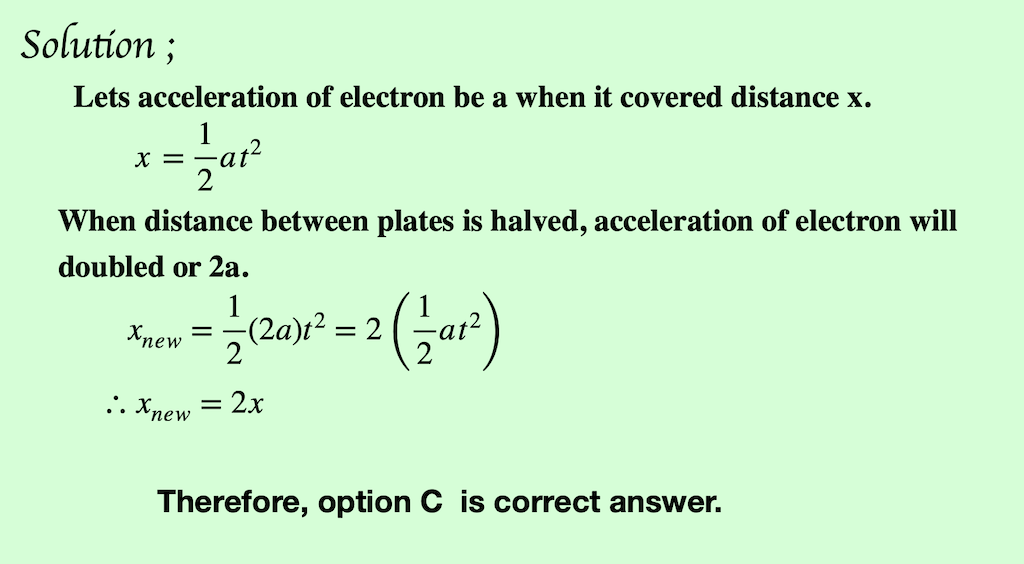 Solution ;
Lets acceleration of electron be a when it covered distance x.
x = \frac{1}{2}at^2
When distance between plates is halved, acceleration of electron will
doubled or 2a.
x_{new} = \frac{1}{2}(2a)t^2 = 2\left(\frac{1}{2}at^2\right)
∴ x_{new} = 2x
Therefore, option C is correct answer.